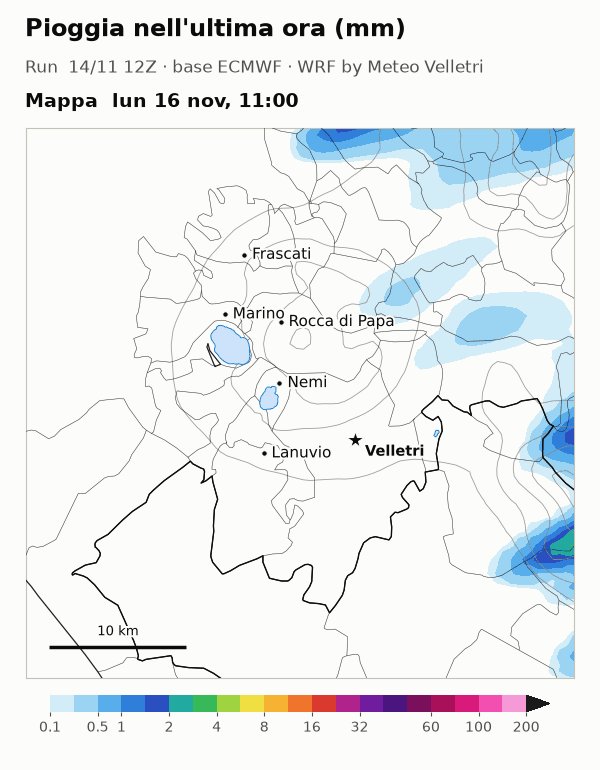 Pioggia nell'ultima ora (mm)
Run  14/11 12Z · base ECMWF · WRF by Meteo Velletri
Mappa  lun 16 nov, 11:00
Frascati
Marino
Rocca di Papa
Nemi
Velletri
Lanuvio
10 km
0.1 0.5 1 2 4 8 16 32 60 100 200